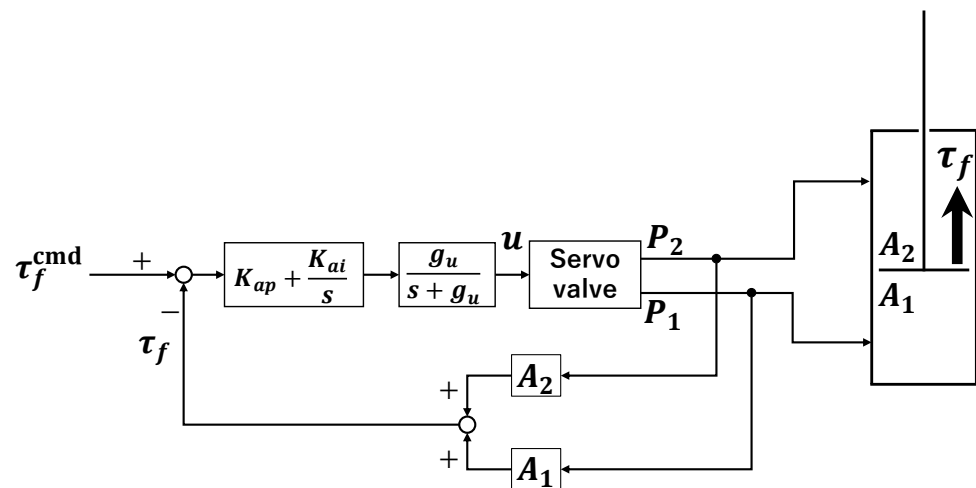 τ_f^cmd
+
−
τ_f
K_ap + K_ai/s
g_u/(s + g_u)
u
Servo
valve
P_2
P_1
A_2
+
+
A_1
τ_f
A_2
A_1